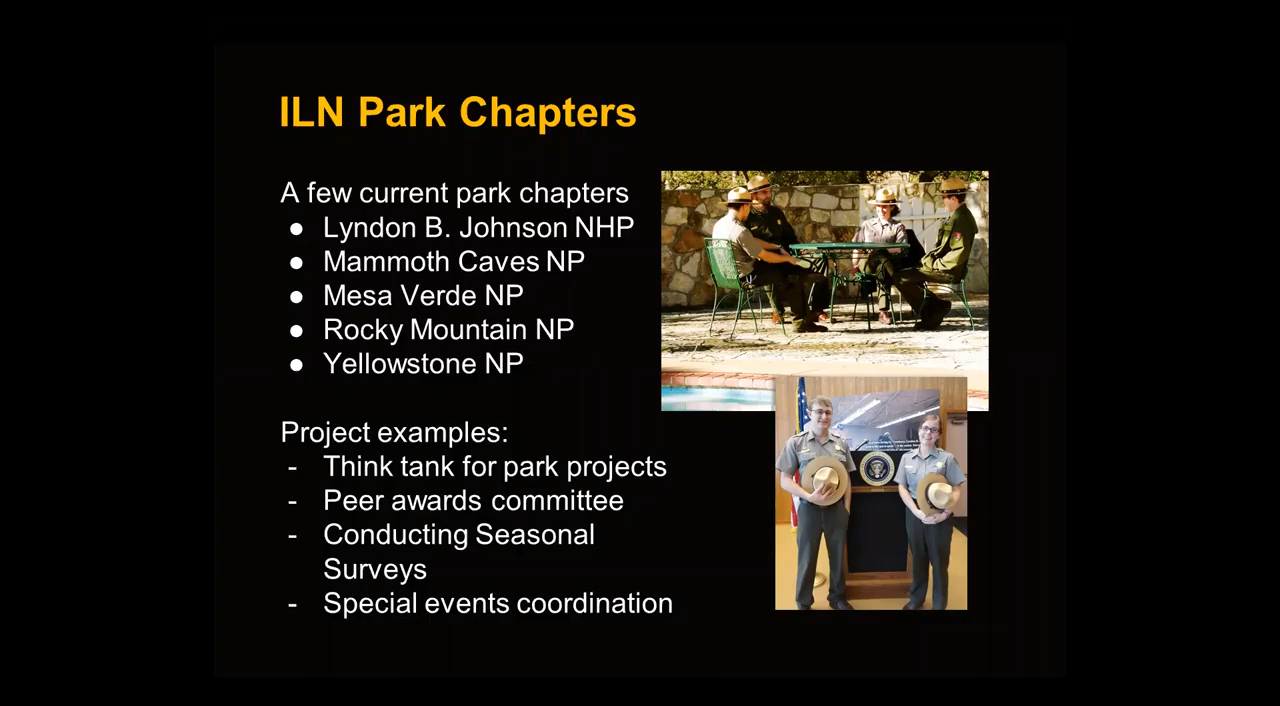 ILN Park Chapters
A few current park chapters
● Lyndon B. Johnson NHP
● Mammoth Caves NP
● Mesa Verde NP
● Rocky Mountain NP
● Yellowstone NP
Project examples:
- Think tank for park projects
- Peer awards committee
- Conducting Seasonal
Surveys
- Special events coordination